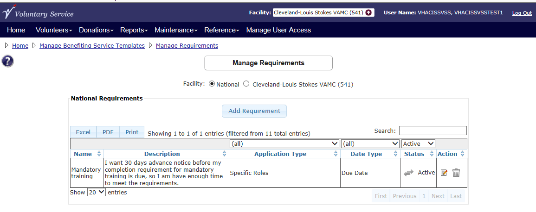 Voluntary Service
Facility: Cleveland-Louis Stokes VAMC (541) User Name: VHACISSVSS, VHACISSVSSTEST1 Log Out
Home Volunteers Donations Reports Maintenance Reference Manage User Access
Home Manage Benefiting Service Templates Manage Requirements
?
Manage Requirements
Facility: National Cleveland-Louis Stokes VAMC (541)
National Requirements
Add Requirement
Excel PDF Print Showing 1 to 1 of 1 entries (filtered from 11 total entries) Search:
(all) (all) Active
Name Description Application Type Date Type Status Action
Mandatory training I want 30 days advance notice before my completion requirement for mandatory training is due, so I am have enough time to meet the requirements. Specific Roles Due Date Active
Show 20 entries
First Previous 1 Next Last